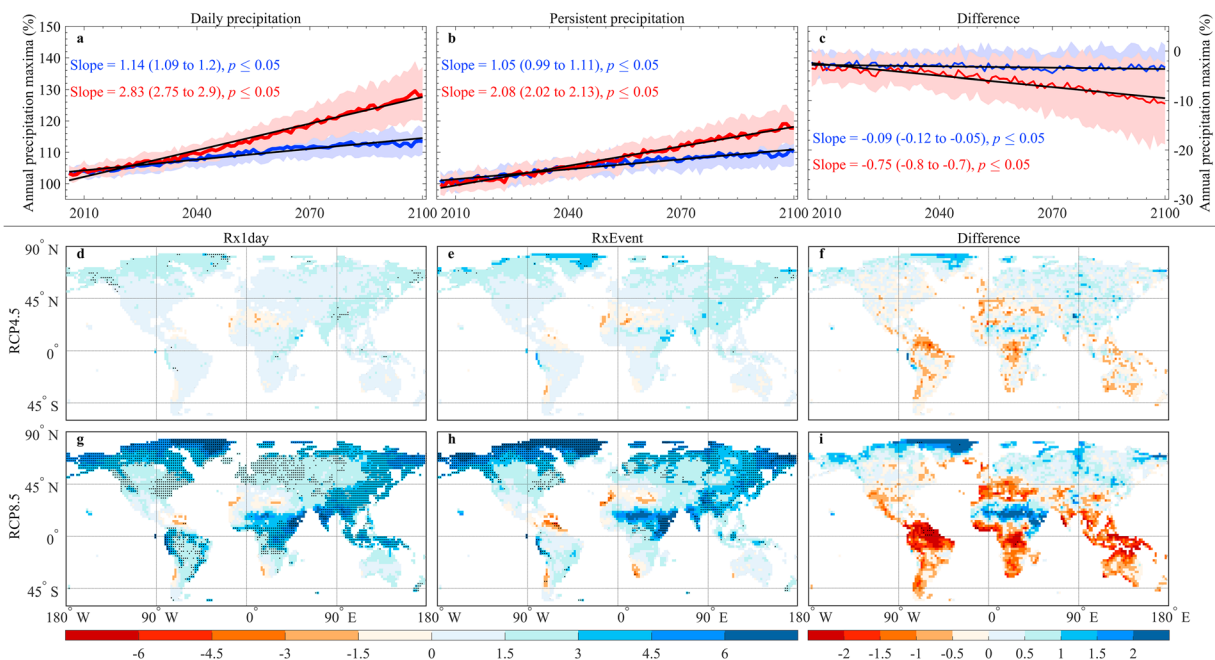 Daily precipitation
Persistent precipitation
Difference
Annual precipitation maxima (%)
150
140
130
120
110
100
a
Slope = 1.14 (1.09 to 1.2), p ≤ 0.05
Slope = 2.83 (2.75 to 2.9), p ≤ 0.05
2010 2040 2070 2100
b
Slope = 1.05 (0.99 to 1.11), p ≤ 0.05
Slope = 2.08 (2.02 to 2.13), p ≤ 0.05
2010 2040 2070 2100
c
Slope = -0.09 (-0.12 to -0.05), p ≤ 0.05
Slope = -0.75 (-0.8 to -0.7), p ≤ 0.05
2010 2040 2070 2100
0
-10
-20
-30
Annual precipitation maxima (%)
Rx1day
RxEvent
Difference
RCP4.5
90° N
45° N
0°
45° S
d
e
f
RCP8.5
90° N
45° N
0°
45° S
g
h
i
180° W 90° W 0° 90° E 180° W 90° W 0° 90° E 180° W 90° W 0° 90° E 180° E
-6 -4.5 -3 -1.5 0 1.5 3 4.5 6
-2 -1.5 -1 -0.5 0 0.5 1 1.5 2